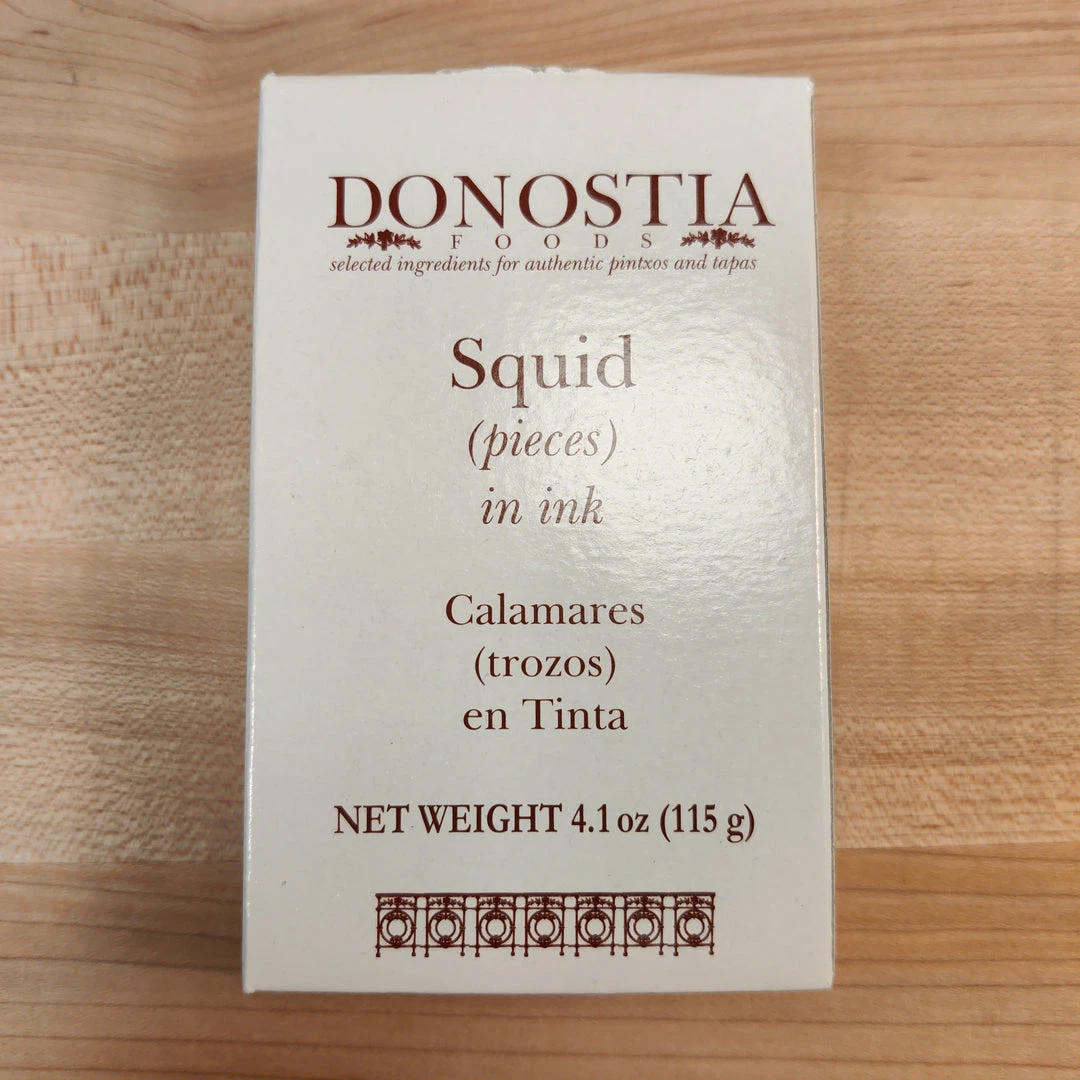 DONOSTIA
FOODS
selected ingredients for authentic pintxos and tapas
Squid
(pieces)
in ink
Calamares
(trozos)
en Tinta
NET WEIGHT 4.1 oz (115 g)